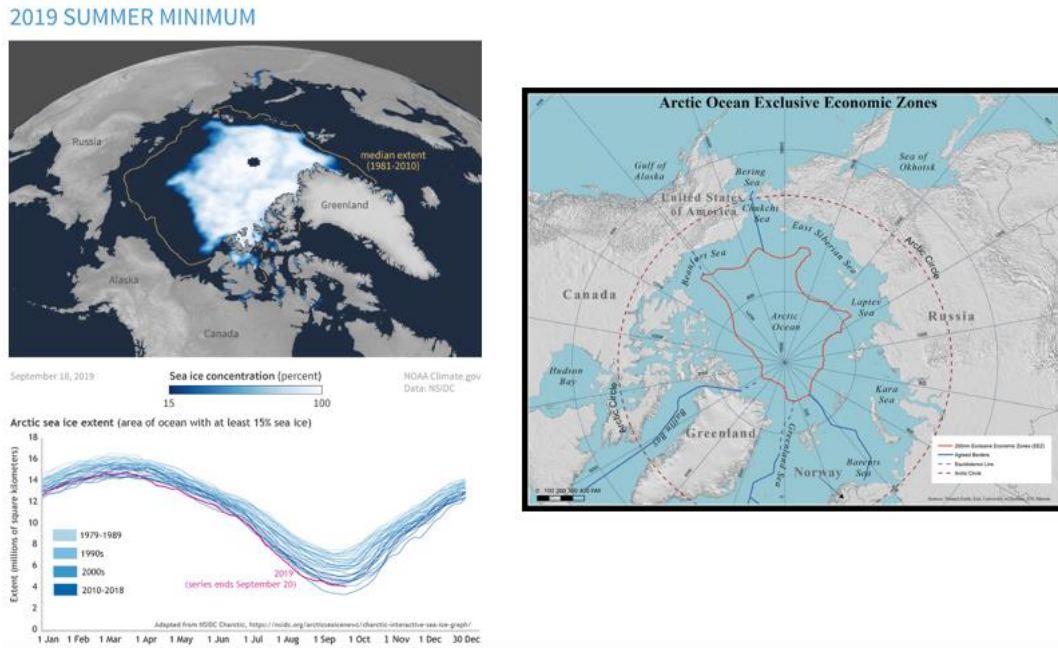 2019 SUMMER MINIMUM
Russia
median extent
(1981-2010)
Greenland
Alaska
Canada
September 18, 2019
Sea ice concentration (percent)
15
100
NOAA Climate.gov
Data: NSIDC
Arctic sea ice extent (area of ocean with at least 15% sea ice)
Extent (millions of square kilometers)
18
16
14
12
10
8
6
4
2
0
1979-1989
1990s
2000s
2010-2018
2019
(series ends September 20)
Adapted from NSIDC Charctic, https://nsidc.org/arcticseaicenews/charctic-interactive-sea-ice-graph/
1 Jan 1 Feb 1 Mar 1 Apr 1 May 1 Jun 1 Jul 1 Aug 1 Sep 1 Oct 1 Nov 1 Dec 30 Dec
Arctic Ocean Exclusive Economic Zones
Gulf of
Alaska
Bering
Sea
Sea of
Okhotsk
United States
of America
Chukchi
Sea
East Siberian Sea
Arctic Circle
Beaufort Sea
Canada
Laptev
Sea
Russia
Arctic
Ocean
Hudson
Bay
Kara
Sea
Arctic Circle
Baffin Bay
Greenland
Greenland Sea
Norway
Barents
Sea
200nm Exclusive Economic Zones (EEZ)
Agreed Borders
Equidistance Line
Arctic Circle